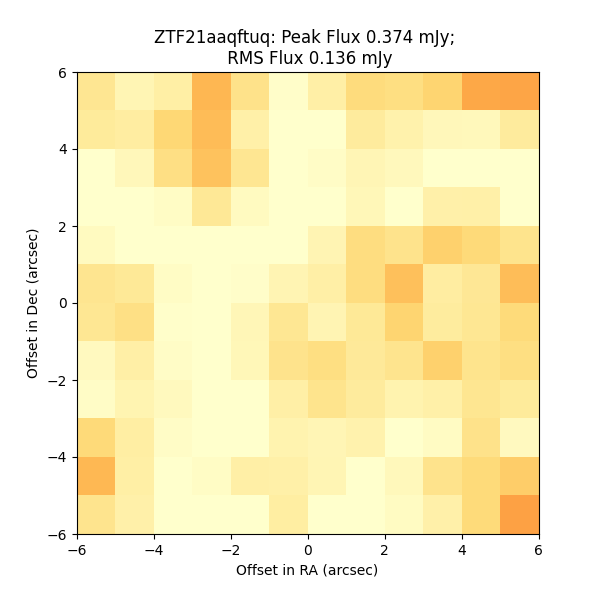 ZTF21aaqftuq: Peak Flux 0.374 mJy;
RMS Flux 0.136 mJy
6
4
2
0
−2
−4
−6
Offset in Dec (arcsec)
−6 −4 −2 0 2 4 6
Offset in RA (arcsec)